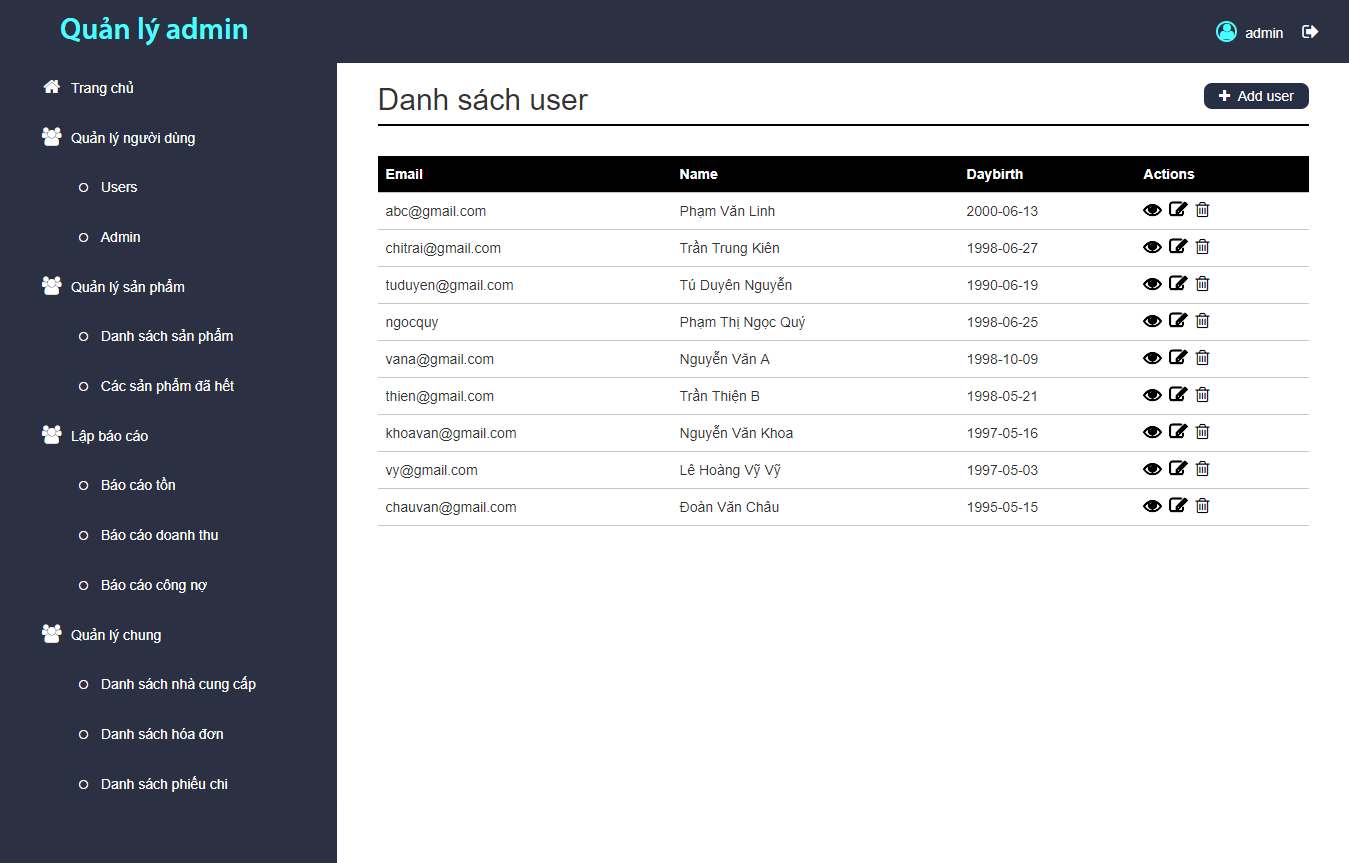 Quản lý admin
admin
Trang chủ
Quản lý người dùng
Users
Admin
Quản lý sản phẩm
Danh sách sản phẩm
Các sản phẩm đã hết
Lập báo cáo
Báo cáo tồn
Báo cáo doanh thu
Báo cáo công nợ
Quản lý chung
Danh sách nhà cung cấp
Danh sách hóa đơn
Danh sách phiếu chi
Danh sách user
Add user
Email Name Daybirth Actions
abc@gmail.com Phạm Văn Linh 2000-06-13
chitrai@gmail.com Trần Trung Kiên 1998-06-27
tuduyen@gmail.com Tú Duyên Nguyễn 1990-06-19
ngocquy Phạm Thị Ngọc Quý 1998-06-25
vana@gmail.com Nguyễn Văn A 1998-10-09
thien@gmail.com Trần Thiện B 1998-05-21
khoavan@gmail.com Nguyễn Văn Khoa 1997-05-16
vy@gmail.com Lê Hoàng Vỹ Vỹ 1997-05-03
chauvan@gmail.com Đoàn Văn Châu 1995-05-15